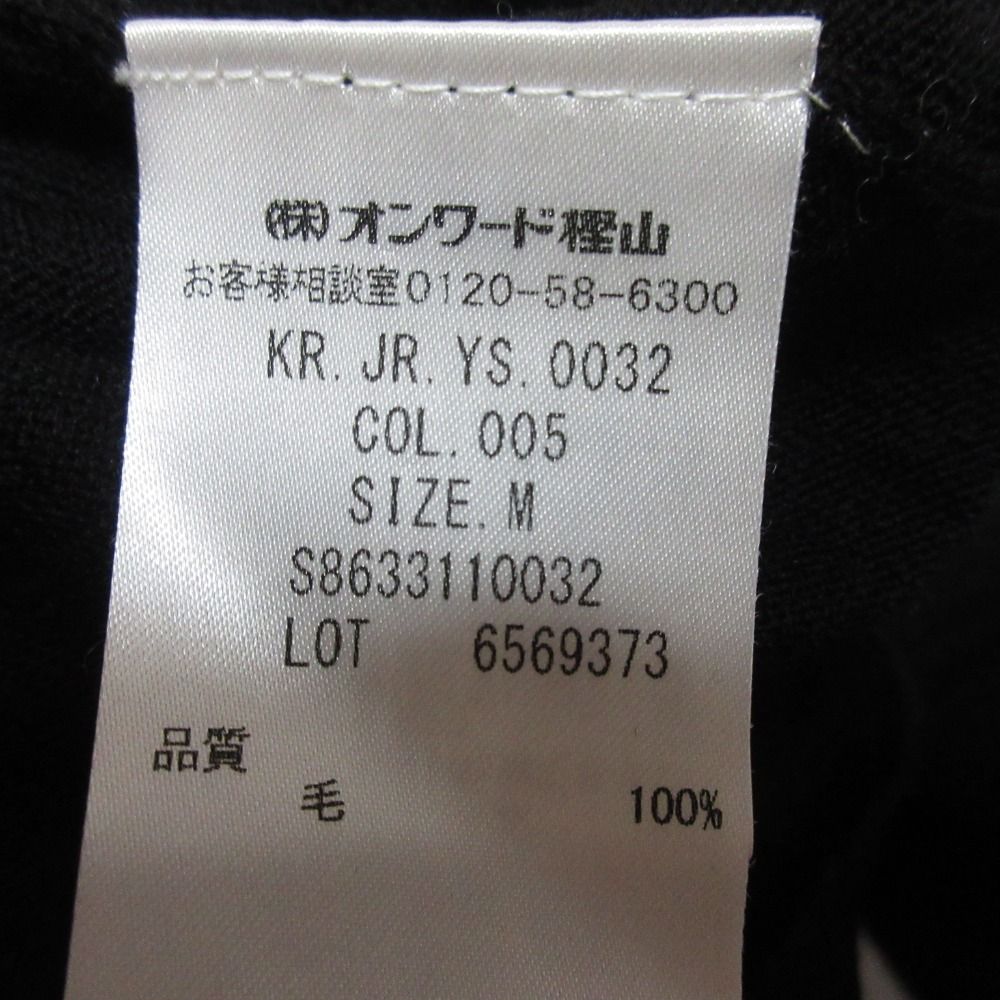 ㈱オンワード樫山
お客様相談室0120-58-6300
KR.JR.YS.0032
COL.005
SIZE.M
S8633110032
LOT 6569373
品質
毛 100%